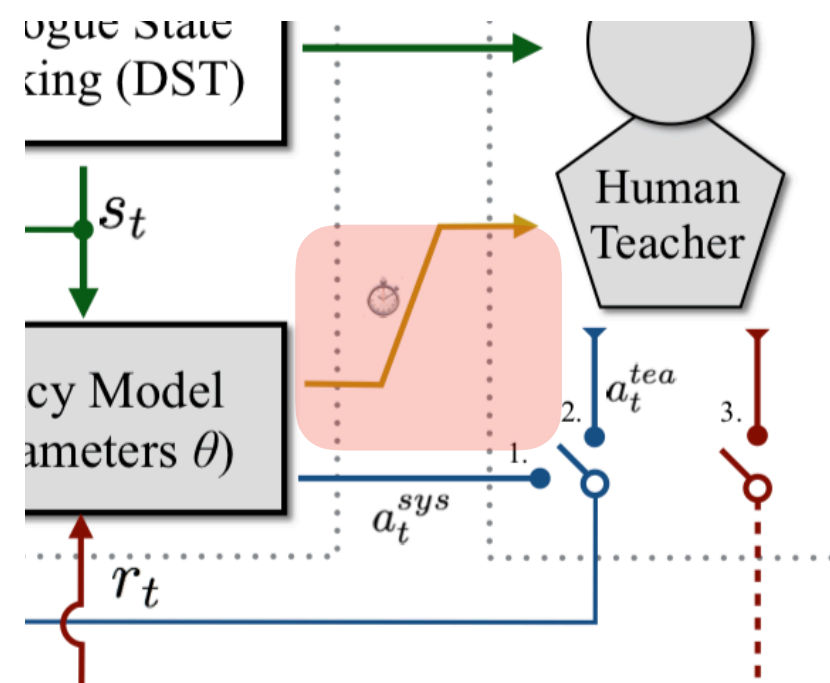 ogue State
king (DST)
s_t
Human
Teacher
cy Model
ameters θ)
a_t^{tea}
2.
3.
1.
a_t^{sys}
r_t